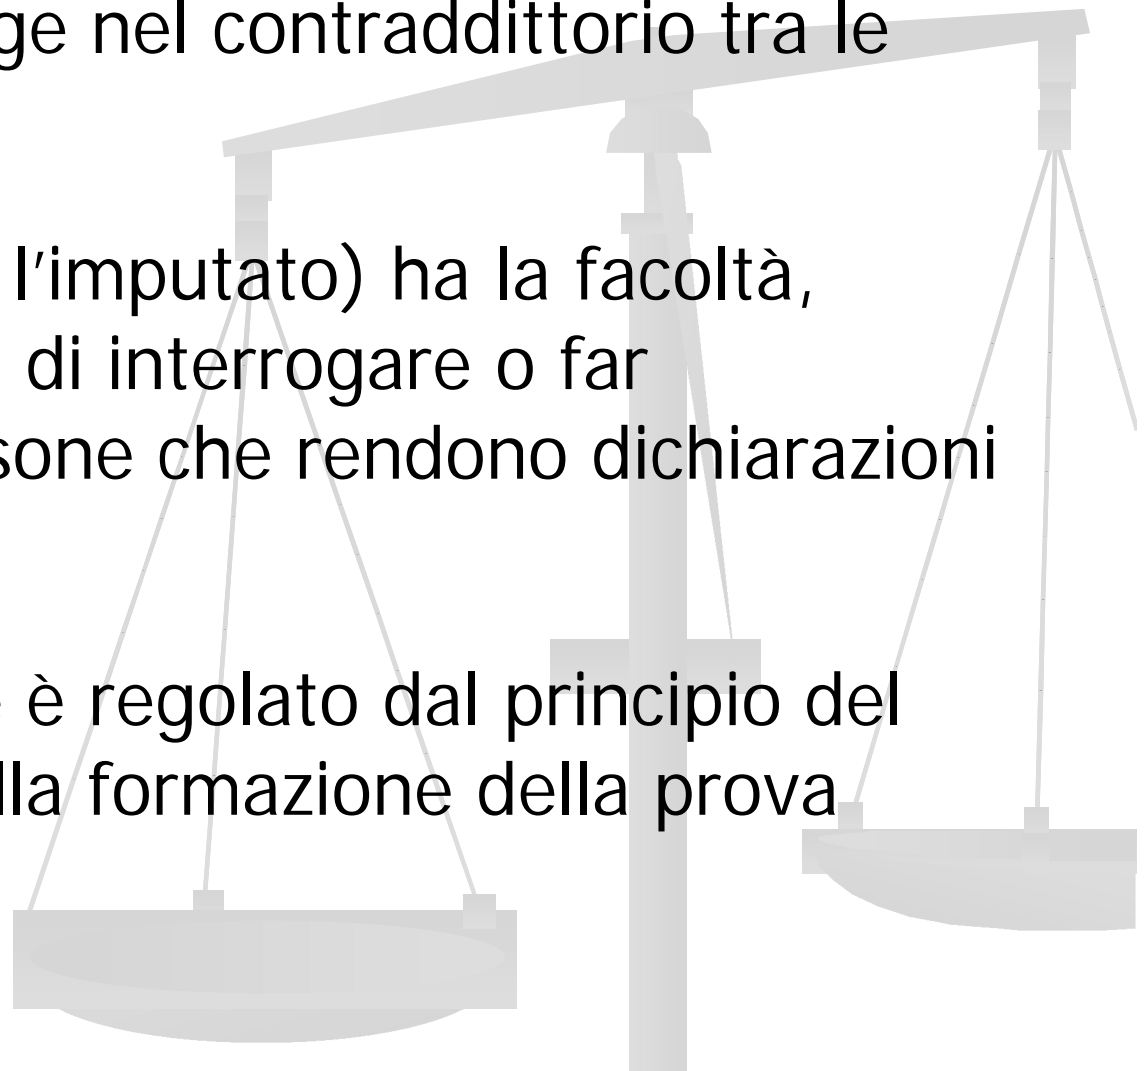 ge nel contraddittorio tra le
l'imputato) ha la facoltà,
di interrogare o far
sone che rendono dichiarazioni
è regolato dal principio del
lla formazione della prova